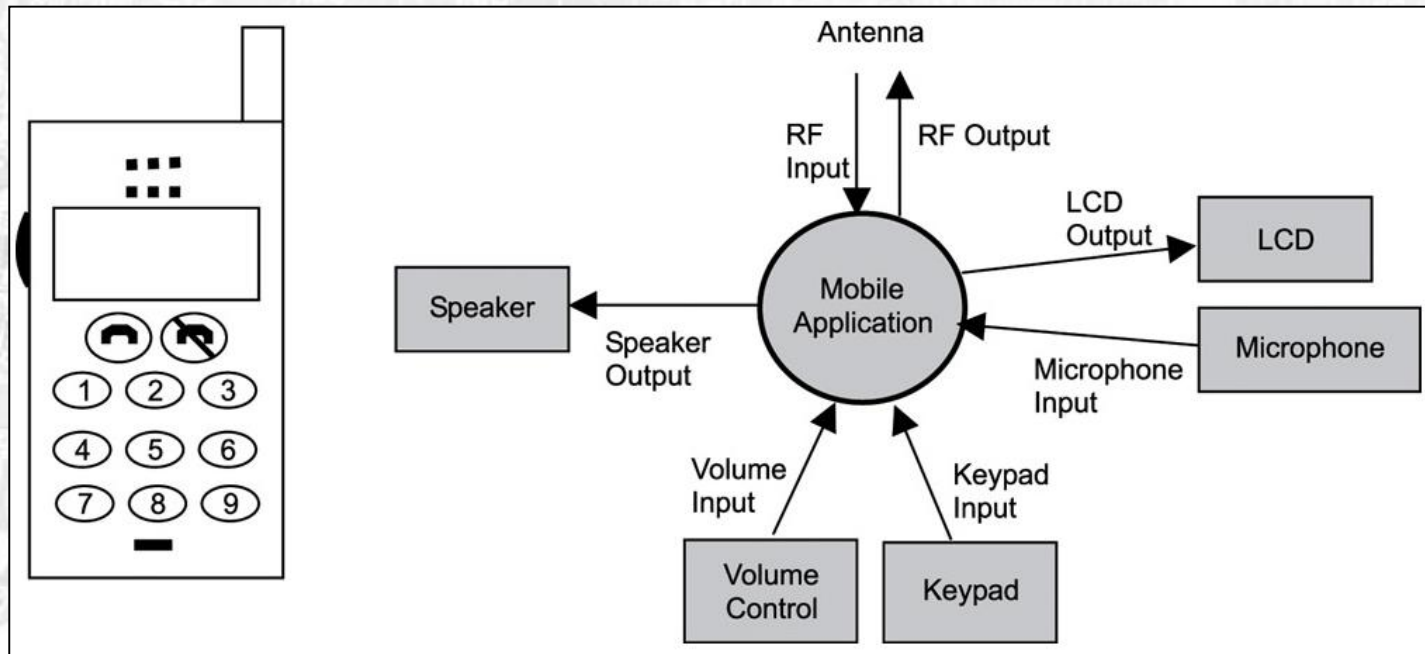 1 2 3
4 5 6
7 8 9
Antenna
RF
Input
RF Output
LCD
Output
LCD
Mobile
Application
Speaker
Speaker
Output
Microphone
Microphone
Input
Volume
Input
Keypad
Input
Volume
Control
Keypad